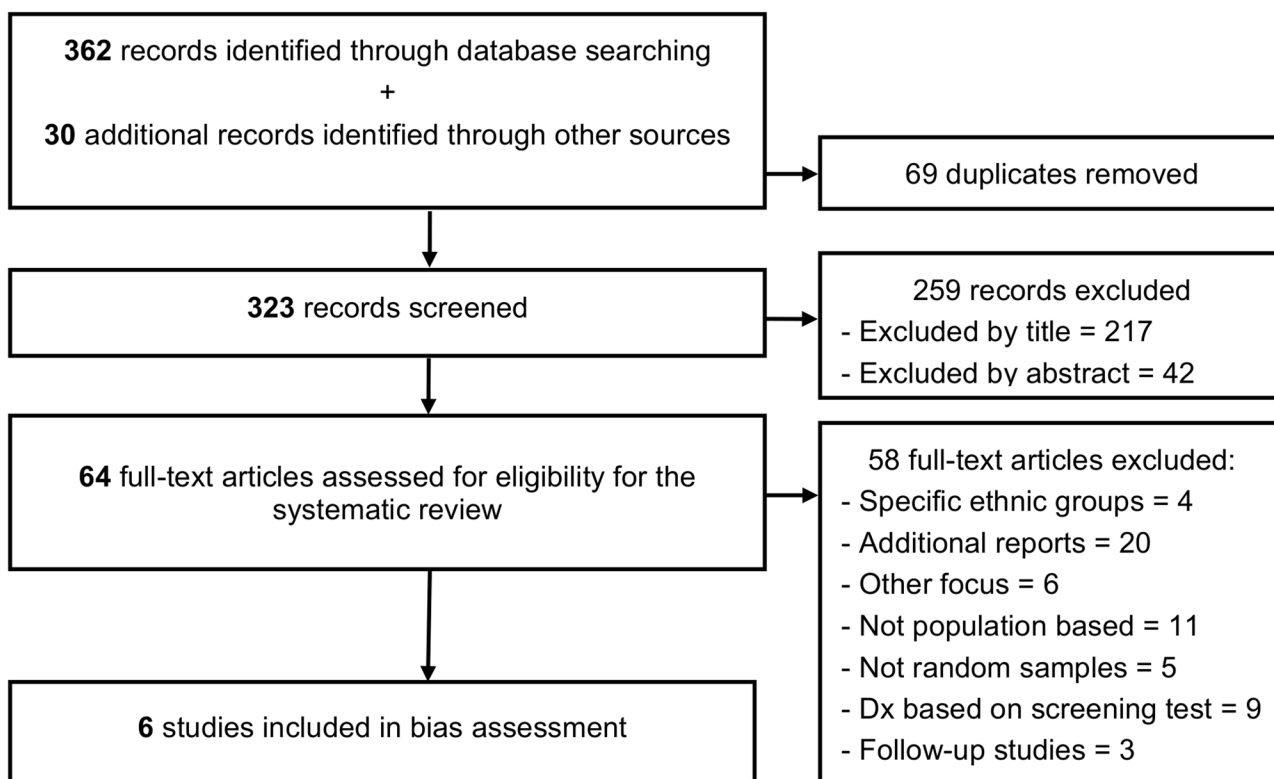 362 records identified through database searching
+
30 additional records identified through other sources
69 duplicates removed
323 records screened
259 records excluded
- Excluded by title = 217
- Excluded by abstract = 42
64 full-text articles assessed for eligibility for the
systematic review
58 full-text articles excluded:
- Specific ethnic groups = 4
- Additional reports = 20
- Other focus = 6
- Not population based = 11
- Not random samples = 5
- Dx based on screening test = 9
- Follow-up studies = 3
6 studies included in bias assessment